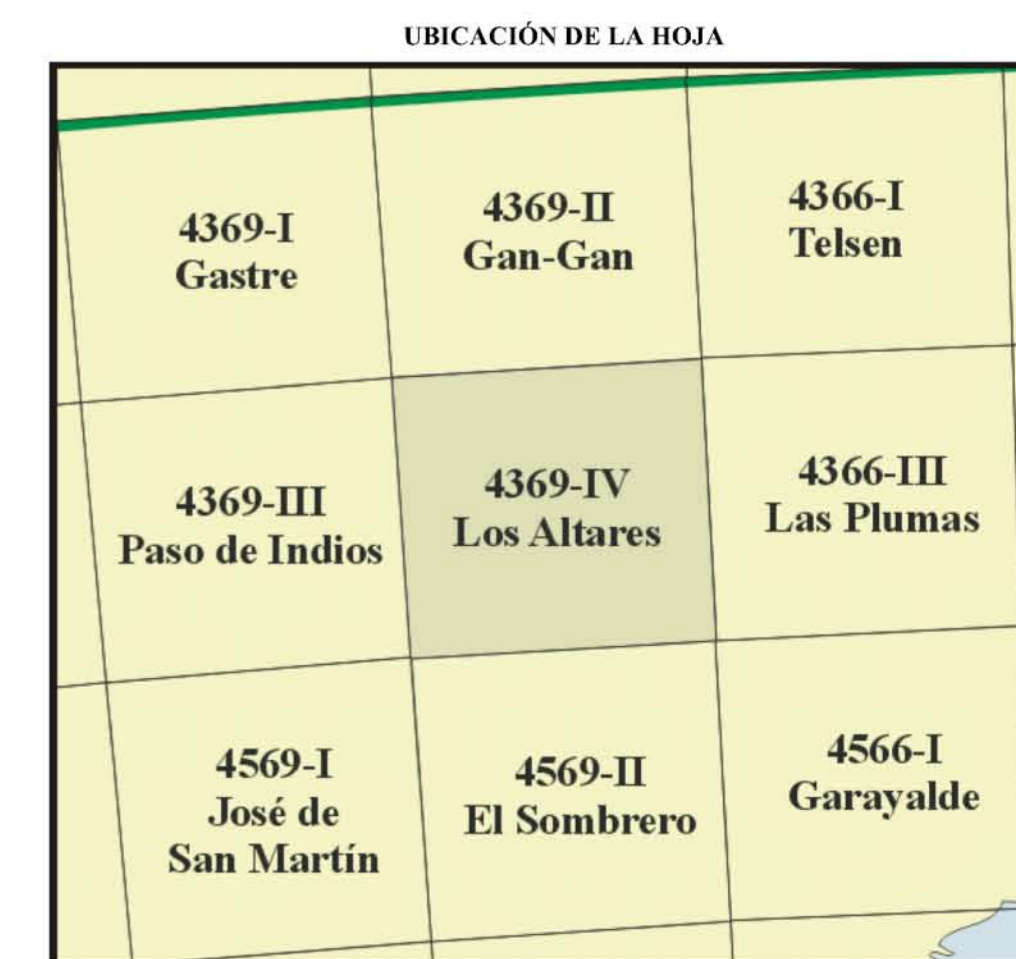 UBICACIÓN DE LA HOJA
4369-I
Gastre
4369-II
Gan-Gan
4366-I
Telsen
4369-III
Paso de Indios
4369-IV
Los Altares
4366-III
Las Plumas
4569-I
José de
San Martín
4569-II
El Sombrero
4566-I
Garayalde